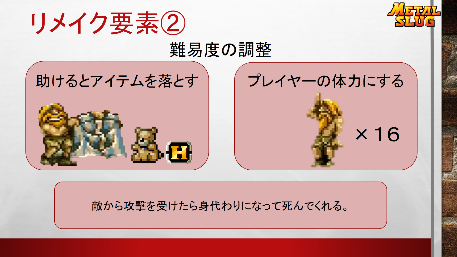 リメイク要素②
METAL SLUG
難易度の調整
助けるとアイテムを落とす
プレイヤーの体力にする
H
×16
敵から攻撃を受けたら身代わりになって死んでくれる。